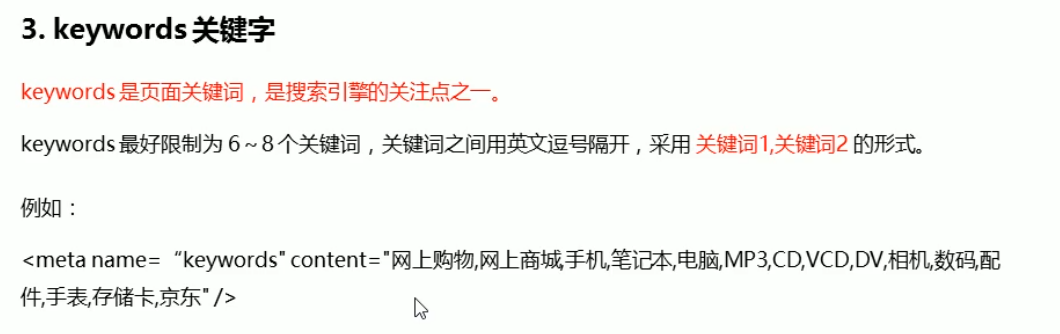 3. keywords 关键字
keywords 是页面关键词，是搜索引擎的关注点之一。
keywords 最好限制为 6~8 个关键词，关键词之间用英文逗号隔开，采用 关键词1,关键词2 的形式。
例如：
<meta name=“keywords" content="网上购物,网上商城,手机,笔记本,电脑,MP3,CD,VCD,DV,相机,数码,配
件,手表,存储卡,京东" />